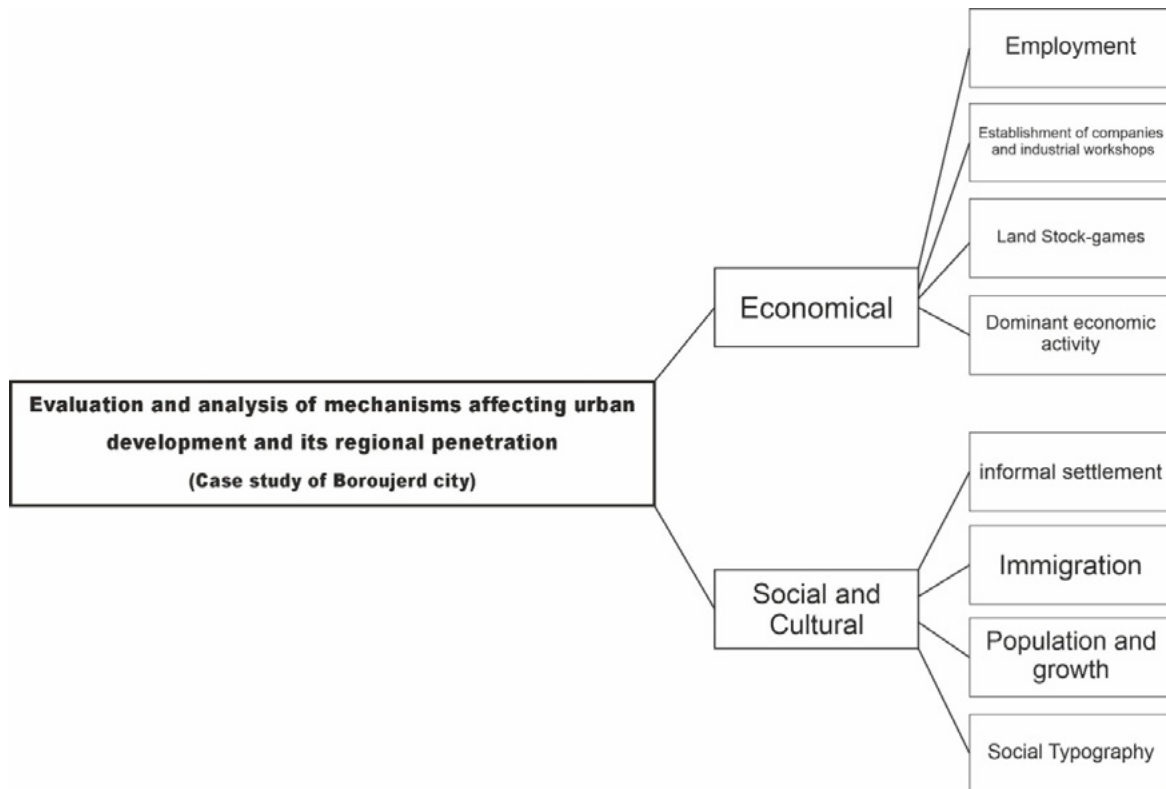 Employment
Establishment of companies
and industrial workshops
Land Stock-games
Economical
Dominant economic
activity
Evaluation and analysis of mechanisms affecting urban
development and its regional penetration
(Case study of Boroujerd city)
informal settlement
Immigration
Social and
Cultural
Population and
growth
Social Typography